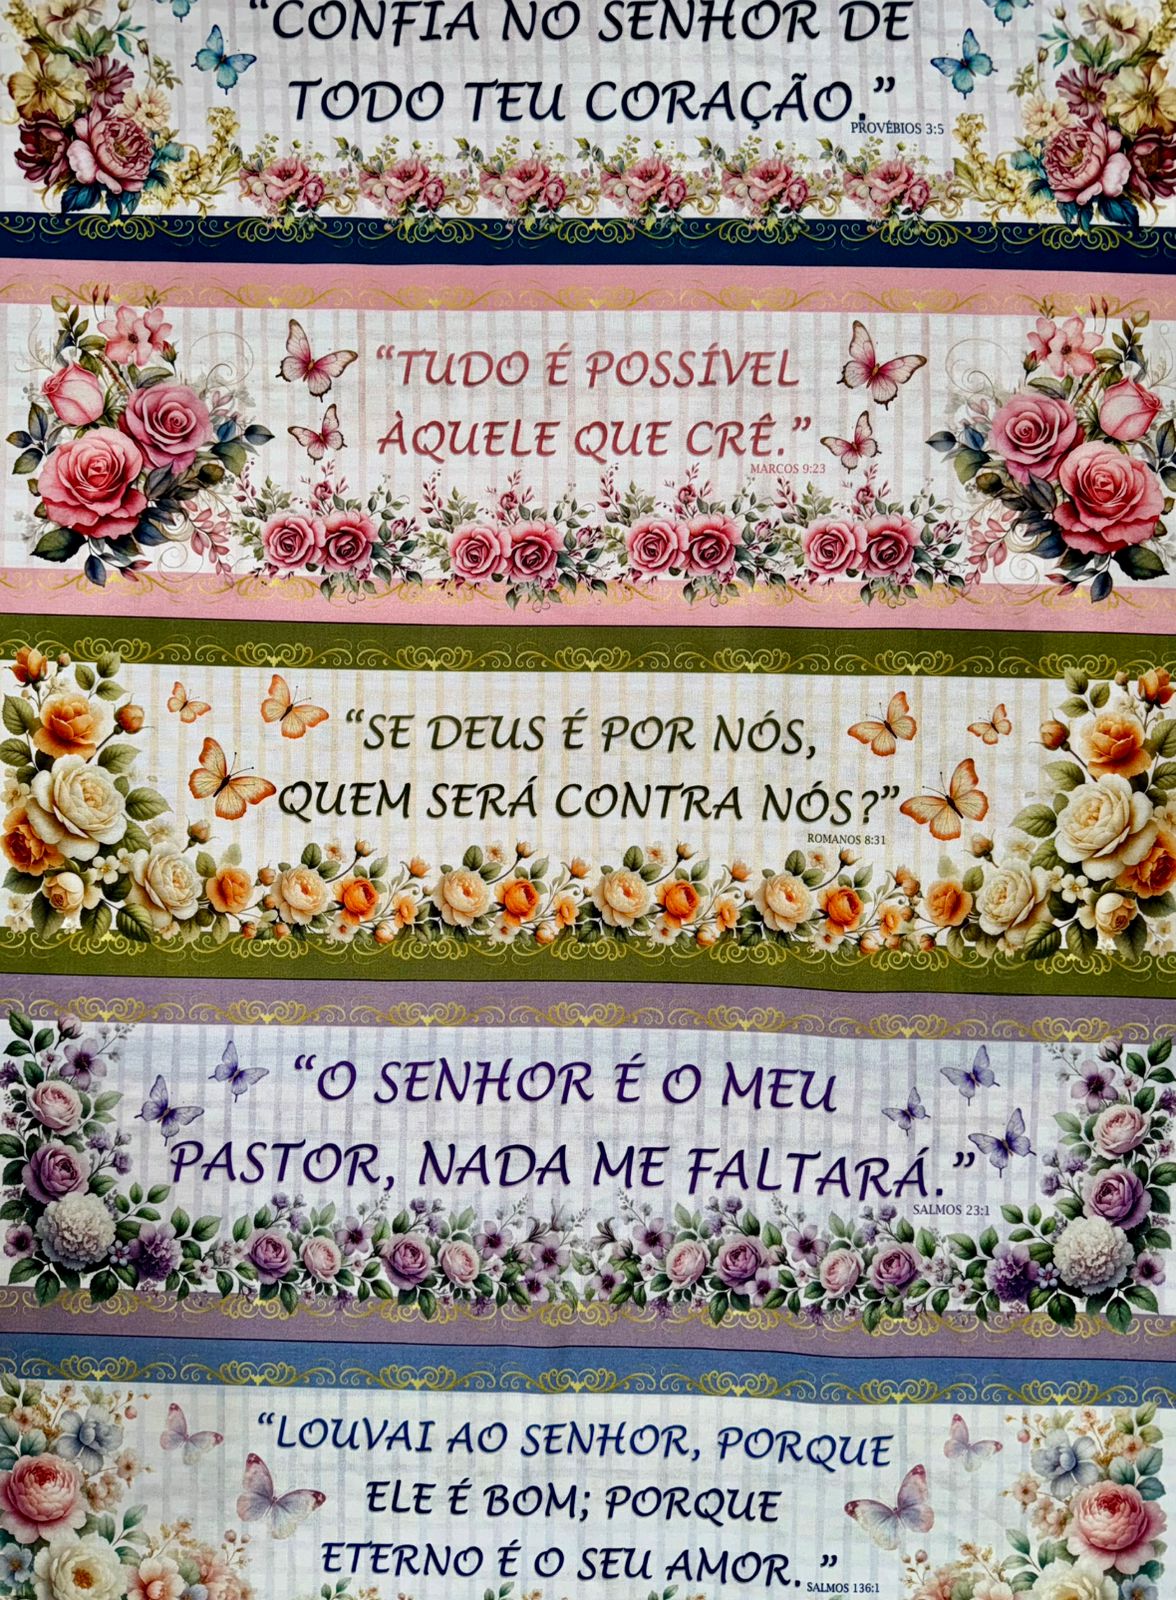 “CONFIA NO SENHOR DE
TODO TEU CORAÇÃO.”
PROVÉBIOS 3:5
“TUDO É POSSÍVEL
ÀQUELE QUE CRÊ.”
MARCOS 9:23
“SE DEUS É POR NÓS,
QUEM SERÁ CONTRA NÓS?”
ROMANOS 8:31
“O SENHOR É O MEU
PASTOR, NADA ME FALTARÁ.”
SALMOS 23:1
“LOUVAI AO SENHOR, PORQUE
ELE É BOM; PORQUE
ETERNO É O SEU AMOR. ”
SALMOS 136:1